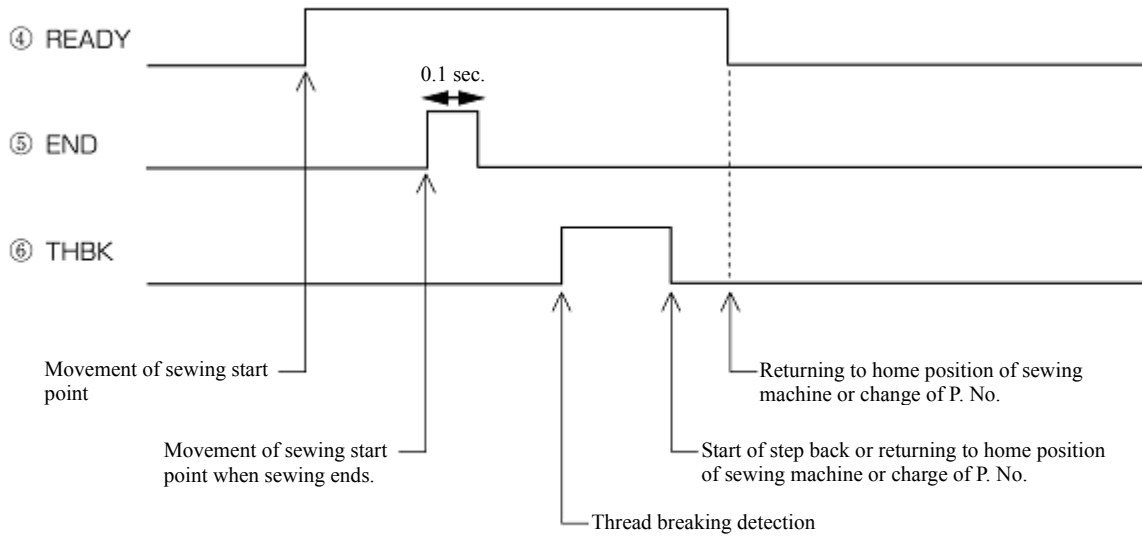 ④ READY
0.1 sec.
⑤ END
⑥ THBK
Movement of sewing start
point
Returning to home position of sewing
machine or change of P. No.
Movement of sewing start
point when sewing ends.
Start of step back or returning to home position
of sewing machine or charge of P. No.
Thread breaking detection